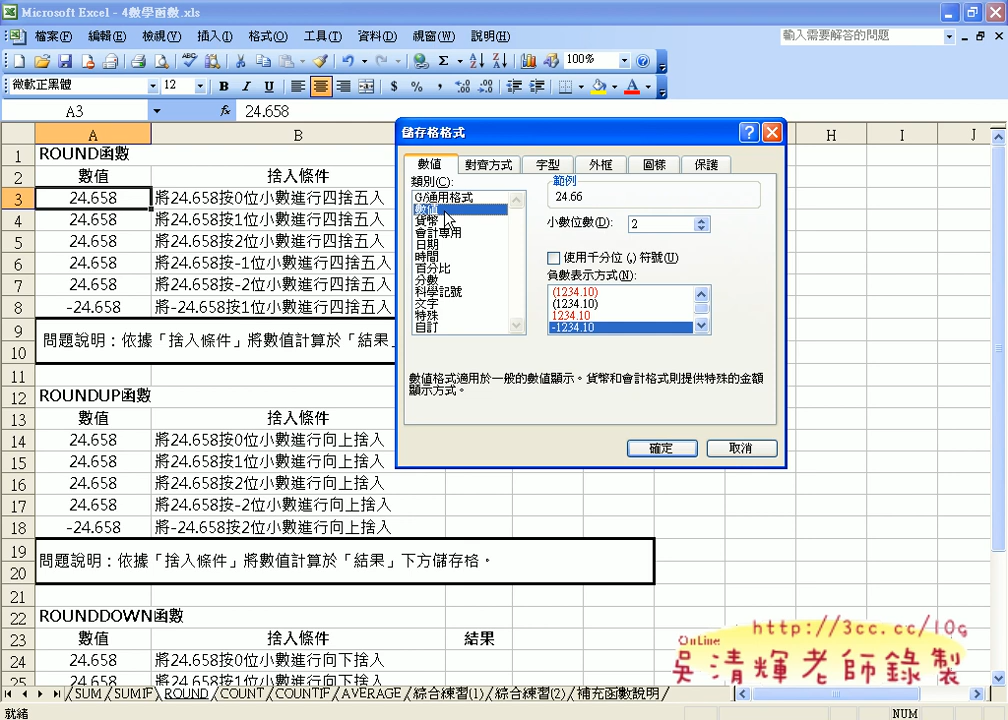 Microsoft Excel - 4數學函數.xls
檔案(F) 編輯(E) 檢視(V) 插入(I) 格式(O) 工具(T) 資料(D) 視窗(W) 說明(H) 輸入需要解答的問題
100%
微軟正黑體 12 B I U $ % ,
A3 fx 24.658
A B H I J
1 ROUND函數
2 數值 捨入條件
3 24.658 將24.658按0位小數進行四捨五入
4 24.658 將24.658按1位小數進行四捨五入
5 24.658 將24.658按2位小數進行四捨五入
6 24.658 將24.658按-1位小數進行四捨五入
7 24.658 將24.658按-2位小數進行四捨五入
8 -24.658 將-24.658按1位小數進行四捨五入
9
10 問題說明：依據「捨入條件」將數值計算於「結果」
11
12 ROUNDUP函數
13 數值 捨入條件
14 24.658 將24.658按0位小數進行向上捨入
15 24.658 將24.658按1位小數進行向上捨入
16 24.658 將24.658按2位小數進行向上捨入
17 24.658 將24.658按-2位小數進行向上捨入
18 -24.658 將-24.658按2位小數進行向上捨入
19
20 問題說明：依據「捨入條件」將數值計算於「結果」下方儲存格。
21
22 ROUNDDOWN函數
23 數值 捨入條件 結果
24 24.658 將24.658按0位小數進行向下捨入
25 24.658 將24.658按1位小數進行向下捨入
儲存格格式
數值 對齊方式 字型 外框 圖樣 保護
類別(C):
G/通用格式
數值
貨幣
會計專用
日期
時間
百分比
分數
科學記號
文字
特殊
自訂
範例
24.66
小數位數(D): 2
使用千分位 (,) 符號(U)
負數表示方式(N):
(1234.10)
(1234.10)
1234.10
-1234.10
數值格式適用於一般的數值顯示。貨幣和會計格式則提供特殊的金額
顯示方式。
確定 取消
http://3cc.cc/10g
OnLine
吳清輝老師錄製
SUM SUMIF ROUND COUNT COUNTIF AVERAGE 綜合練習(1) 綜合練習(2) 補充函數說明
就緒 NUM